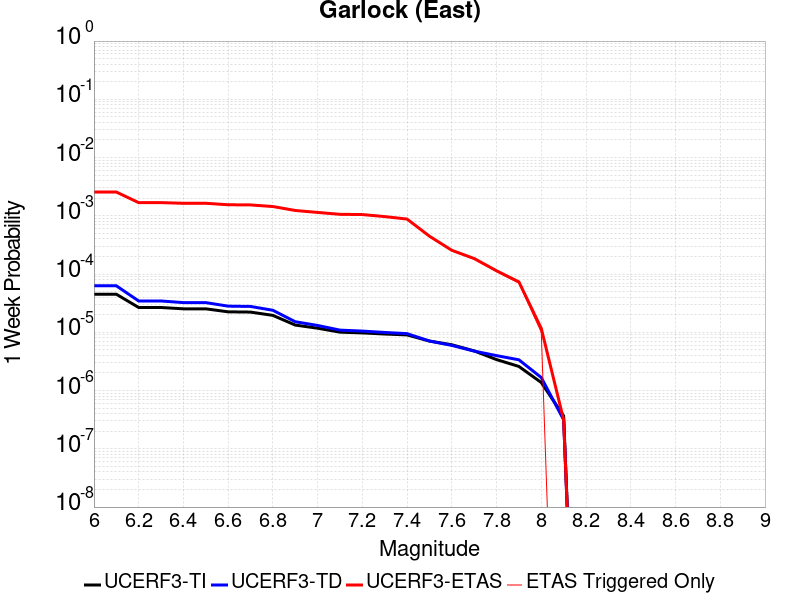 Garlock (East)
10^0
10^-1
10^-2
10^-3
10^-4
10^-5
10^-6
10^-7
10^-8
1 Week Probability
6 6.2 6.4 6.6 6.8 7 7.2 7.4 7.6 7.8 8 8.2 8.4 8.6 8.8 9
Magnitude
UCERF3-TI UCERF3-TD UCERF3-ETAS ETAS Triggered Only